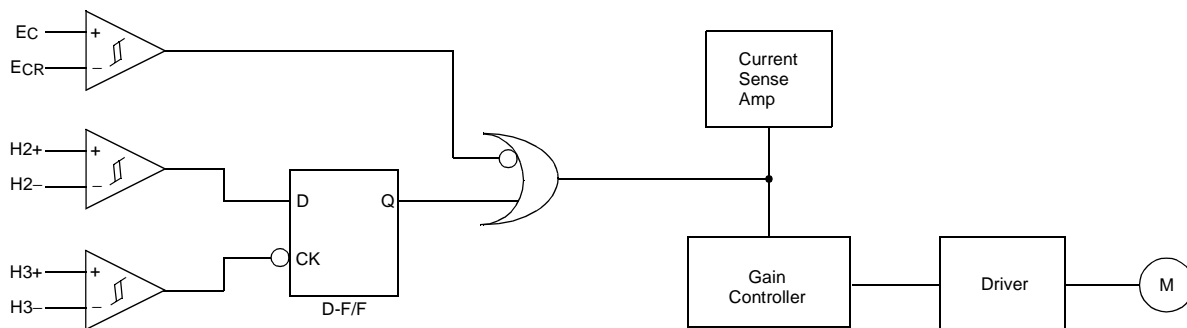 EC
+
ECR
−
Current
Sense
Amp
H2+
+
H2−
−
D
Q
CK
H3+
+
H3−
−
D-F/F
Gain
Controller
Driver
M